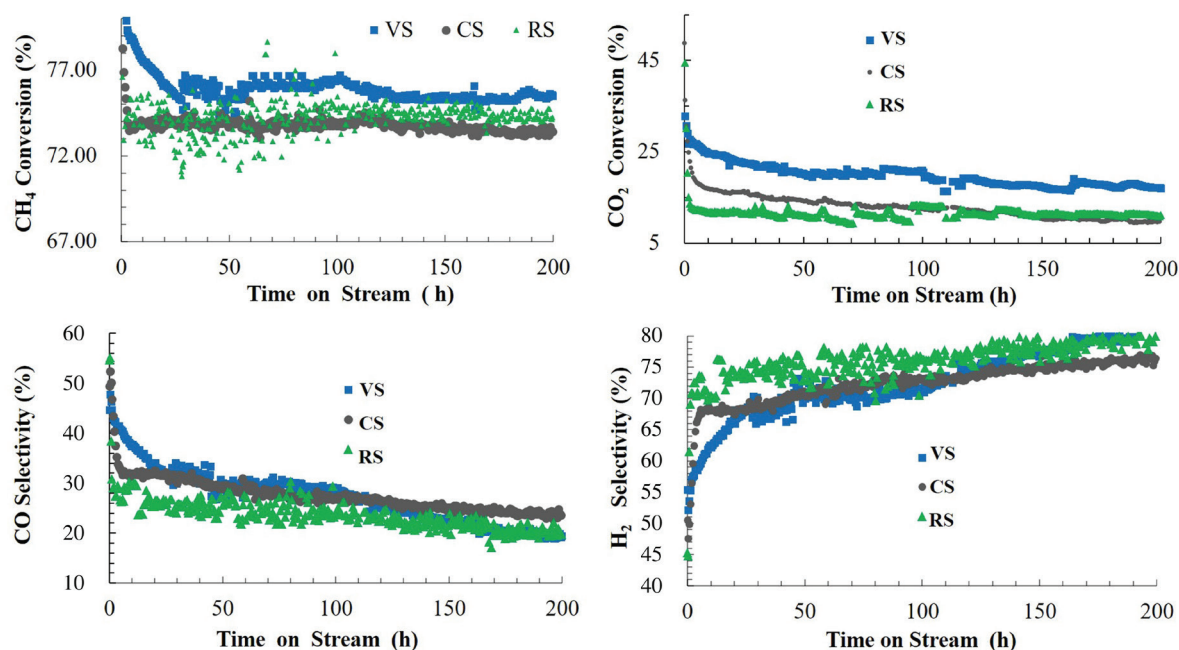 CH4 Conversion (%)
77.00
72.00
67.00
0
50
100
150
200
Time on Stream ( h)
VS
CS
RS
CO2 Conversion (%)
45
25
5
0
50
100
150
200
Time on Stream (h)
VS
CS
RS
CO Selectivity (%)
60
50
40
30
20
10
0
50
100
150
200
Time on Stream (h)
VS
CS
RS
H2 Selectivity (%)
80
75
70
65
60
55
50
45
40
0
50
100
150
200
Time on Stream (h)
VS
CS
RS